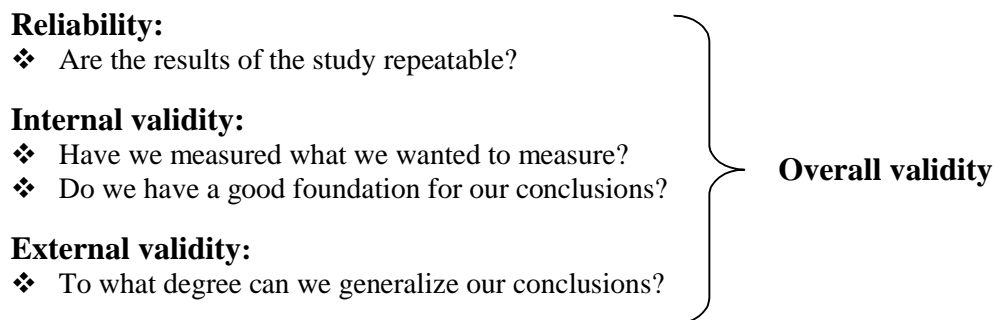 Reliability:
❖ Are the results of the study repeatable?
Internal validity:
❖ Have we measured what we wanted to measure?
❖ Do we have a good foundation for our conclusions?
Overall validity
External validity:
❖ To what degree can we generalize our conclusions?